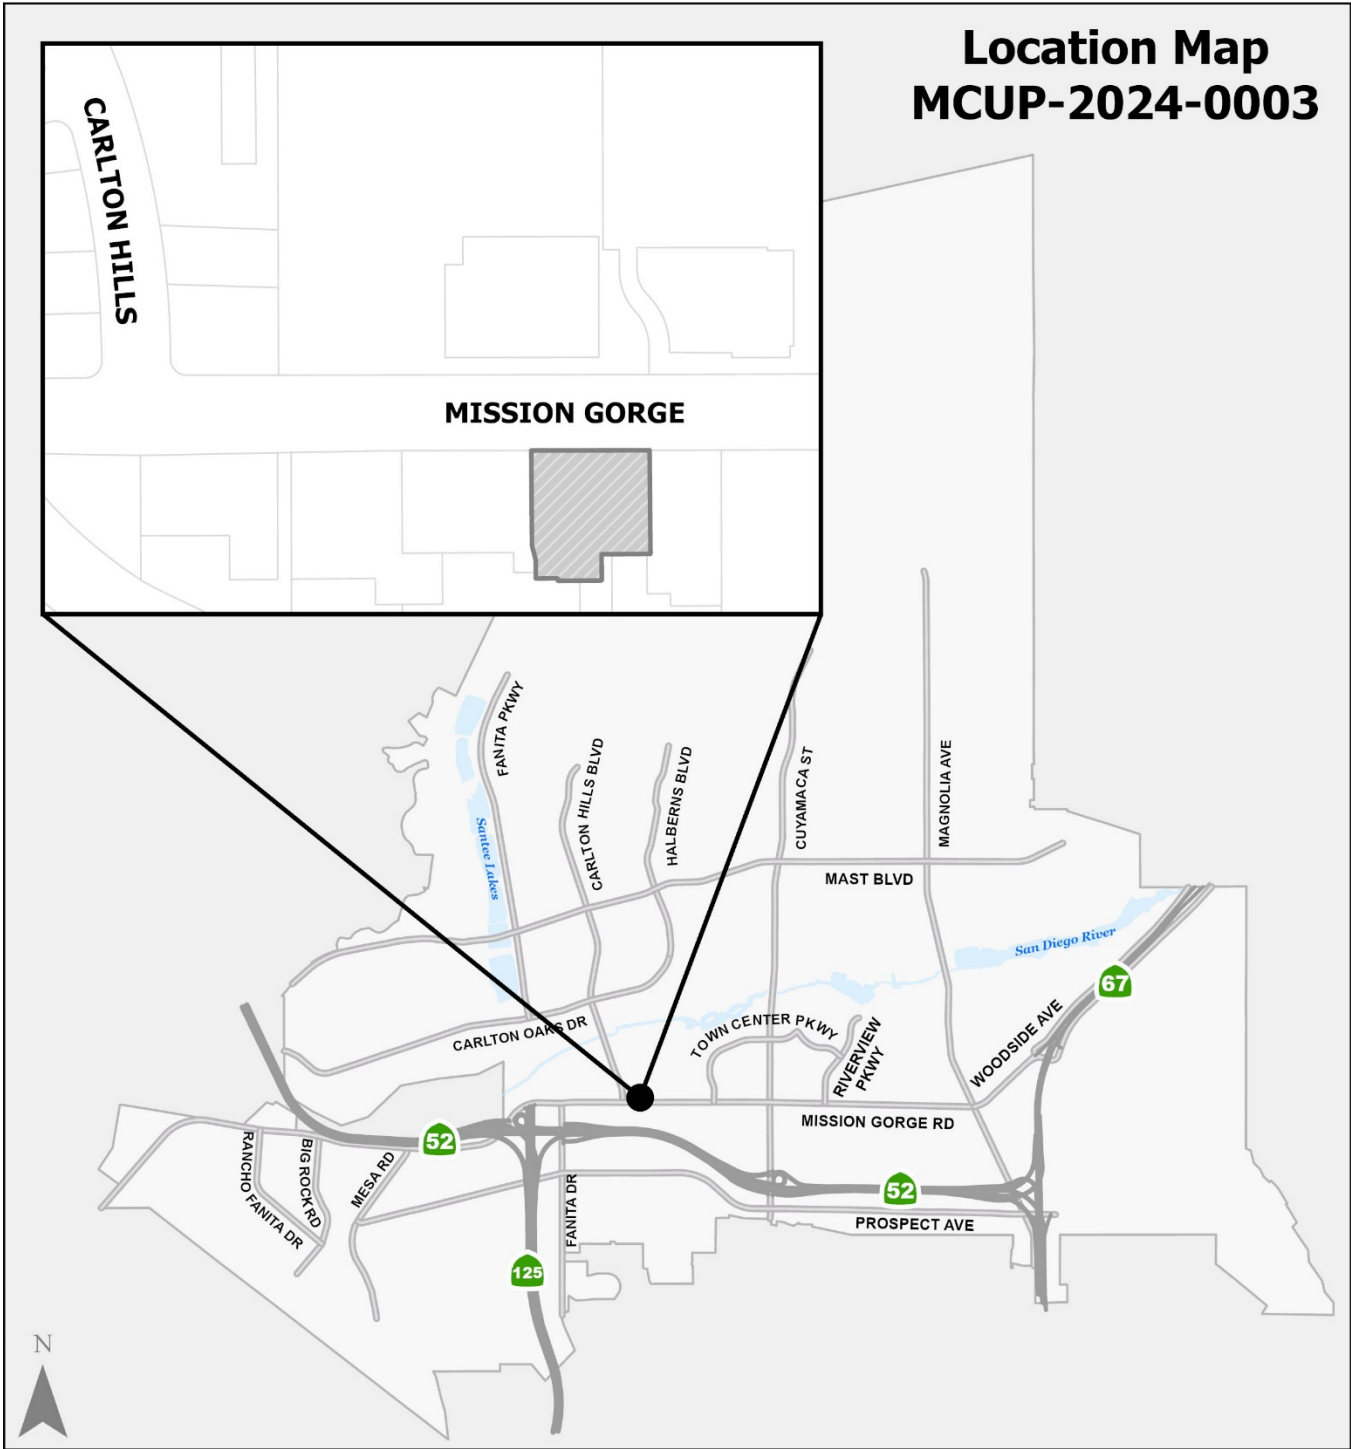 Location Map
MCUP-2024-0003
CARLTON HILLS
MISSION GORGE
FANITA PKWY
CARLTON HILLS BLVD
HALBERNS BLVD
CUYAMACA ST
MAGNOLIA AVE
Santee Lakes
MAST BLVD
San Diego River
67
CARLTON OAKS DR
TOWN CENTER PKWY
RIVERVIEW
PKWY
WOODSIDE AVE
MISSION GORGE RD
52
RANCHO FANITA DR
BIG ROCK RD
MESA RD
FANITA DR
52
PROSPECT AVE
125
N